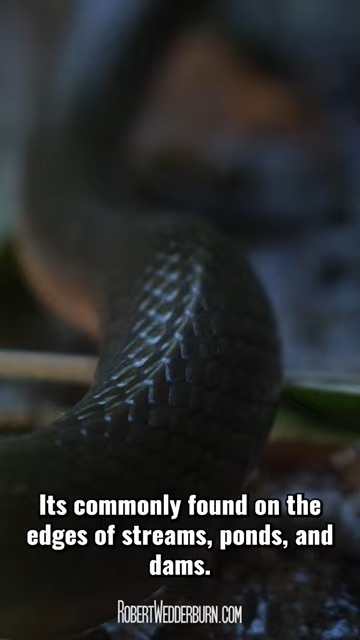 Its commonly found on the
edges of streams, ponds, and
dams.
RobertWedderburn.com